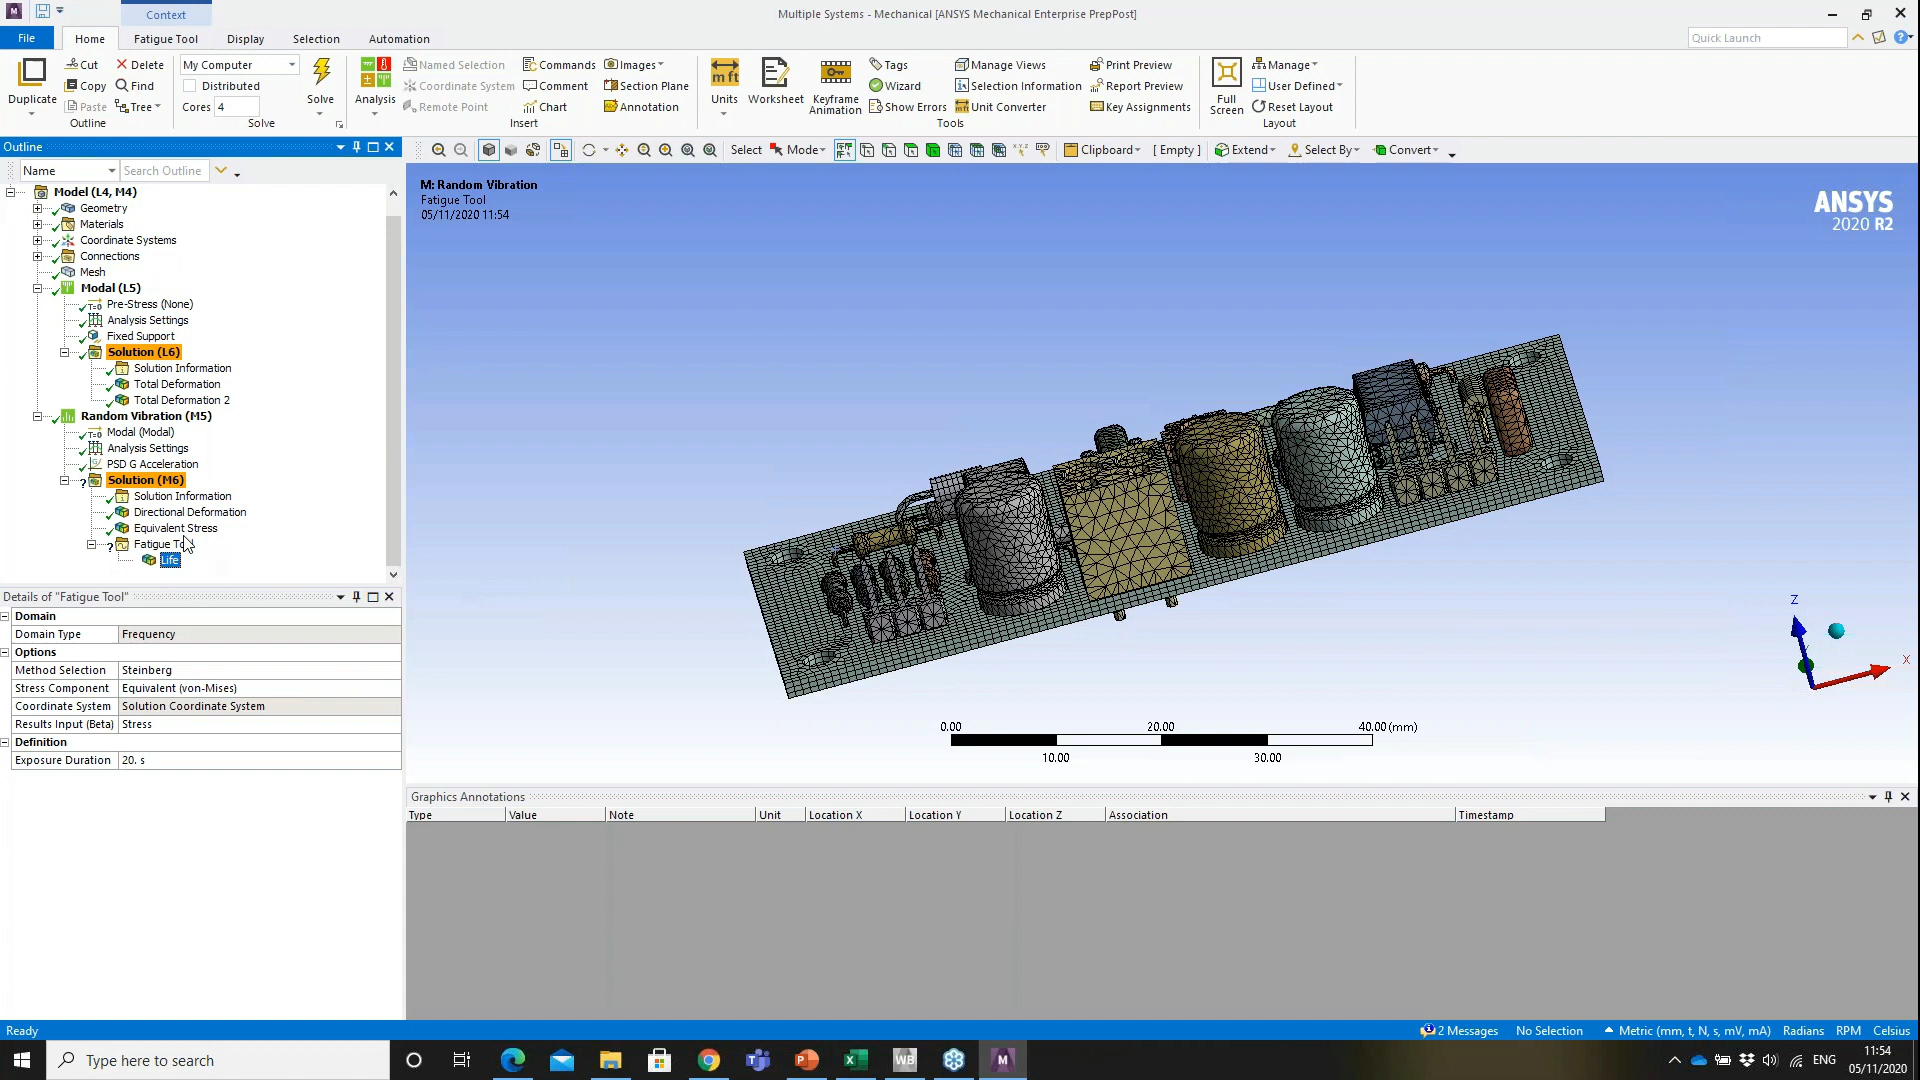 Context
Multiple Systems - Mechanical [ANSYS Mechanical Enterprise PrepPost]
File
Home
Fatigue Tool
Display
Selection
Automation
Quick Launch
Duplicate
Cut
Delete
Copy
Find
Paste
Tree
Outline
My Computer
Distributed
Cores 4
Solve
Solve
Analysis
Named Selection
Coordinate System
Remote Point
Commands
Comment
Chart
Images
Section Plane
Annotation
Insert
Units
Worksheet
Keyframe
Animation
Tags
Wizard
Show Errors
Manage Views
Selection Information
Unit Converter
Print Preview
Report Preview
Key Assignments
Tools
Full
Screen
Manage
User Defined
Reset Layout
Layout
Outline
Name
Search Outline
Select
Mode
Clipboard
[ Empty ]
Extend
Select By
Convert
Model (L4, M4)
Geometry
Materials
Coordinate Systems
Connections
Mesh
Modal (L5)
Pre-Stress (None)
Analysis Settings
Fixed Support
Solution (L6)
Solution Information
Total Deformation
Total Deformation 2
Random Vibration (M5)
Modal (Modal)
Analysis Settings
PSD G Acceleration
Solution (M6)
Solution Information
Directional Deformation
Equivalent Stress
Fatigue Tool
Life
M: Random Vibration
Fatigue Tool
05/11/2020 11:54
ANSYS
2020 R2
Z
X
0.00
20.00
40.00 (mm)
10.00
30.00
Details of "Fatigue Tool"
Domain
Domain Type Frequency
Options
Method Selection Steinberg
Stress Component Equivalent (von-Mises)
Coordinate System Solution Coordinate System
Results Input (Beta) Stress
Definition
Exposure Duration 20. s
Graphics Annotations
Type Value Note Unit Location X Location Y Location Z Association Timestamp
Ready
2 Messages
No Selection
Metric (mm, t, N, s, mV, mA)
Radians
RPM
Celsius
Type here to search
ENG
11:54
05/11/2020